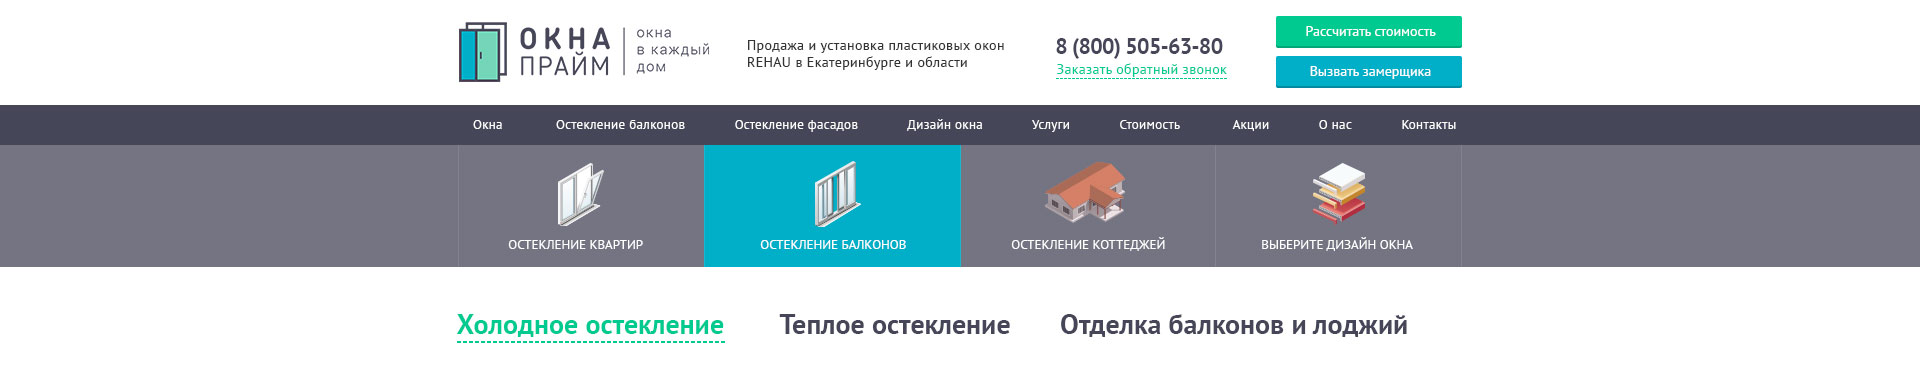 ОКНА
ПРАЙМ
окна
в каждый
дом
Продажа и установка пластиковых окон
REHAU в Екатеринбурге и области
8 (800) 505-63-80
Заказать обратный звонок
Рассчитать стоимость
Вызвать замерщика
Окна Остекление балконов Остекление фасадов Дизайн окна Услуги Стоимость Акции О нас Контакты
ОСТЕКЛЕНИЕ КВАРТИР ОСТЕКЛЕНИЕ БАЛКОНОВ ОСТЕКЛЕНИЕ КОТТЕДЖЕЙ ВЫБЕРИТЕ ДИЗАЙН ОКНА
Холодное остекление Теплое остекление Отделка балконов и лоджий